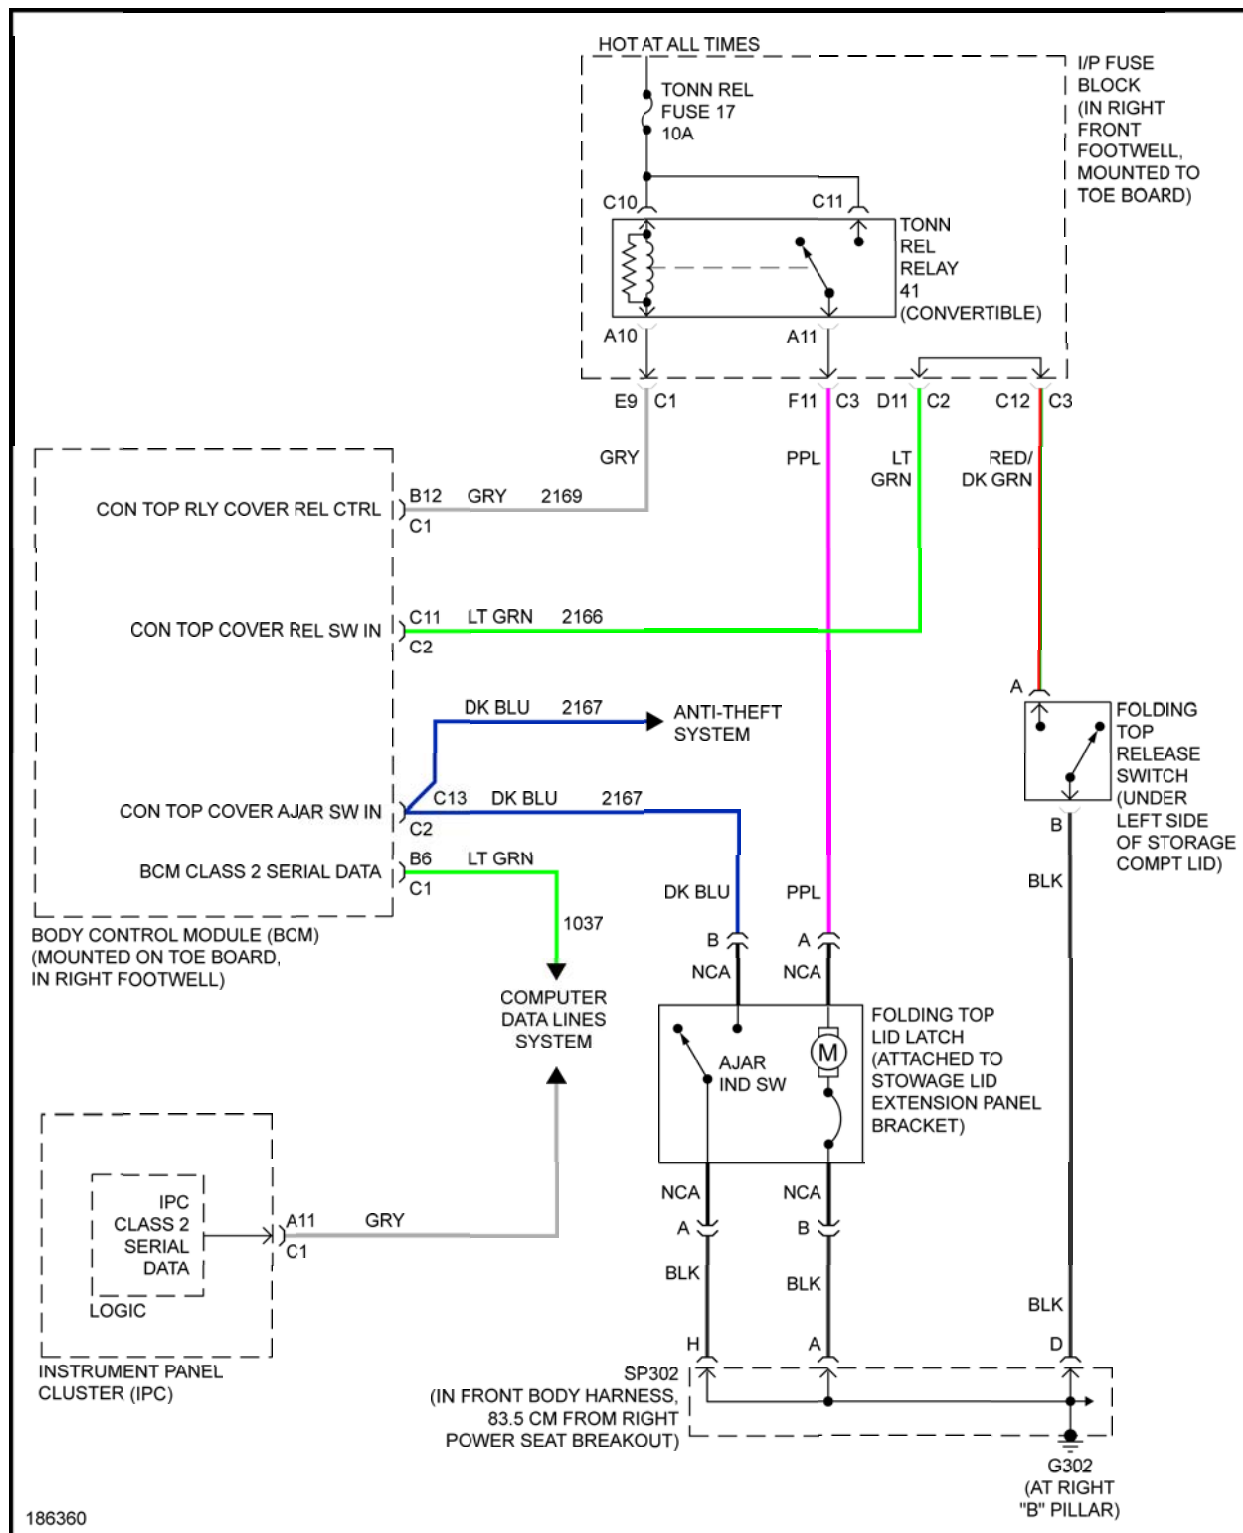 HOT AT ALL TIMES
I/P FUSE
BLOCK
(IN RIGHT
FRONT
FOOTWELL,
MOUNTED TO
TOE BOARD)
TONN REL
FUSE 17
10A
C10
C11
TONN
REL
RELAY
41
(CONVERTIBLE)
A10
A11
E9 C1
F11 C3
D11 C2
C12 C3
GRY
PPL
LT
GRN
RED/
DK GRN
CON TOP RLY COVER REL CTRL
B12 GRY 2169
C1
CON TOP COVER REL SW IN
C11 LT GRN 2166
C2
DK BLU 2167
ANTI-THEFT
SYSTEM
A
FOLDING
TOP
RELEASE
SWITCH
(UNDER
LEFT SIDE
OF STORAGE
COMPT LID)
B
BLK
CON TOP COVER AJAR SW IN
C13 DK BLU 2167
C2
BCM CLASS 2 SERIAL DATA
B6 LT GRN
C1
1037
BODY CONTROL MODULE (BCM)
(MOUNTED ON TOE BOARD,
IN RIGHT FOOTWELL)
DK BLU
PPL
B
A
NCA
NCA
COMPUTER
DATA LINES
SYSTEM
AJAR
IND SW
M
FOLDING TOP
LID LATCH
(ATTACHED TO
STOWAGE LID
EXTENSION PANEL
BRACKET)
NCA
NCA
A
B
BLK
BLK
BLK
IPC
CLASS 2
SERIAL
DATA
LOGIC
A11 GRY
C1
INSTRUMENT PANEL
CLUSTER (IPC)
H
A
D
SP302
(IN FRONT BODY HARNESS,
83.5 CM FROM RIGHT
POWER SEAT BREAKOUT)
G302
(AT RIGHT
"B" PILLAR)
186360